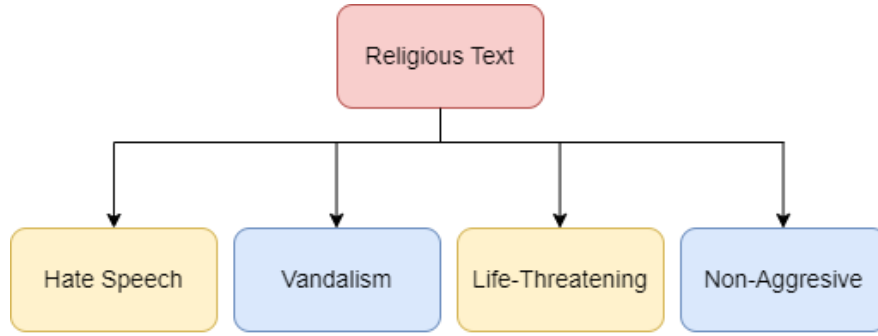 Religious Text
Hate Speech
Vandalism
Life-Threatening
Non-Aggresive